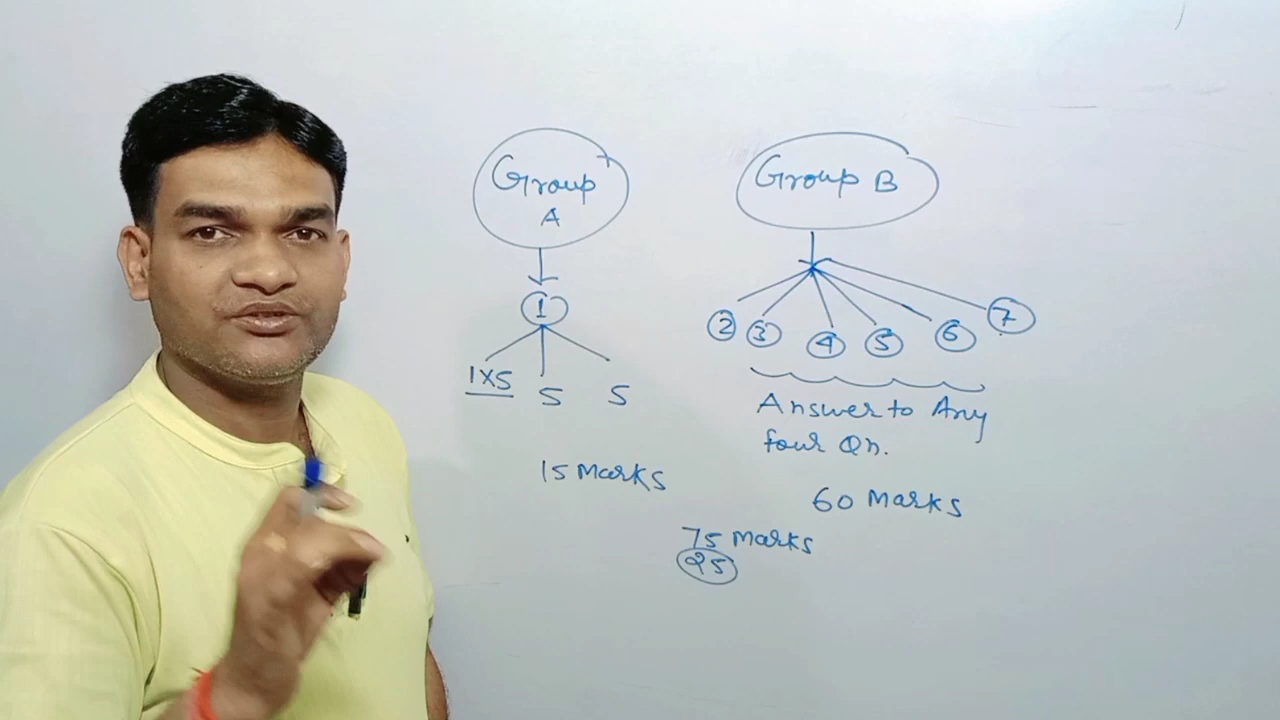 Group
A
1
1X5 5 5
15 Marks
Group B
2 3 4 5 6 7
Answer to Any
four Qn.
60 Marks
75 Marks
25